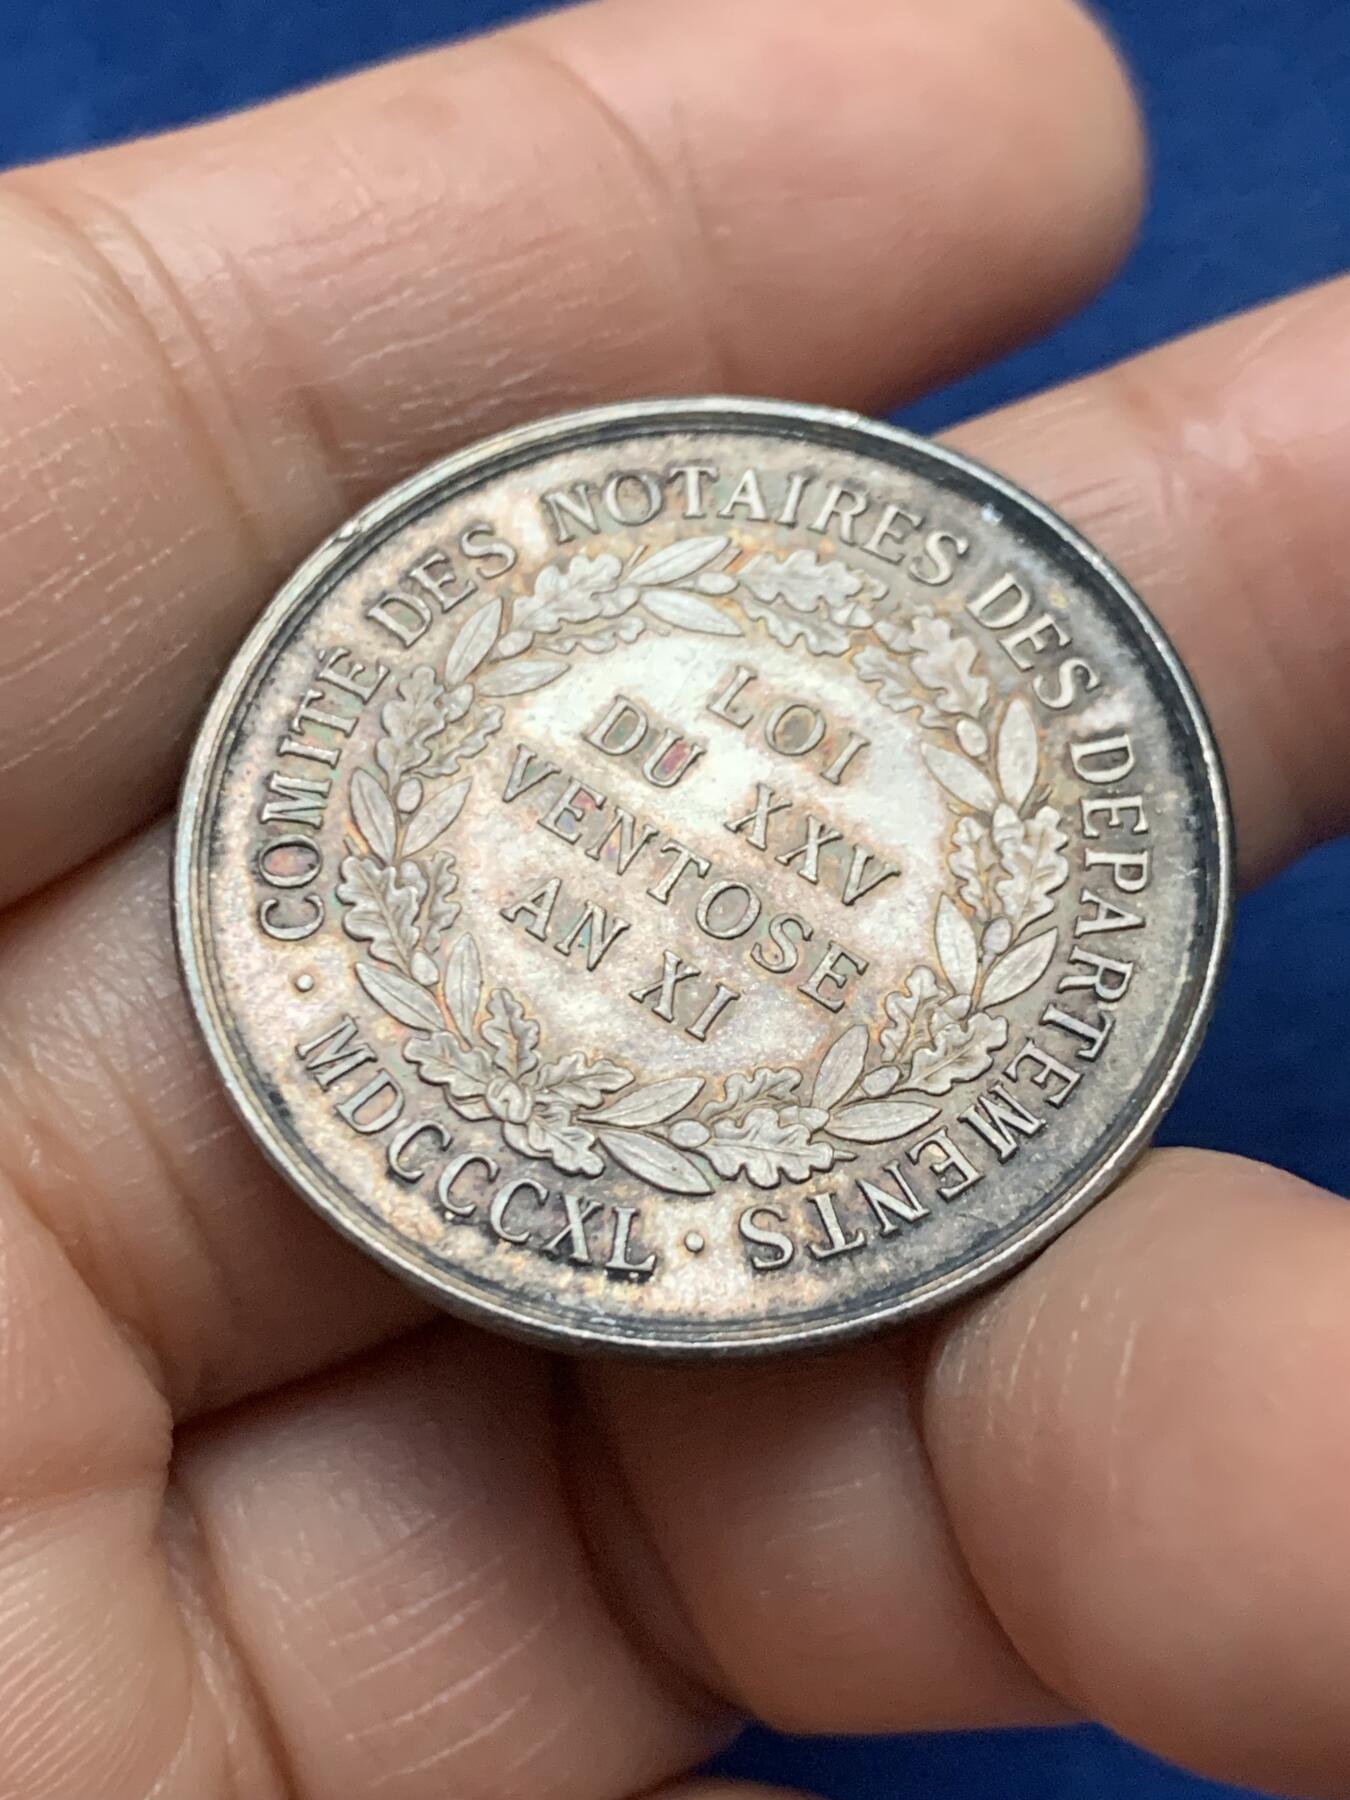 COMITÉ DES NOTAIRES DES DEPARTEMENTS
LOI
DU XXV
VENTOSE
AN XI
· MDCCCXL ·